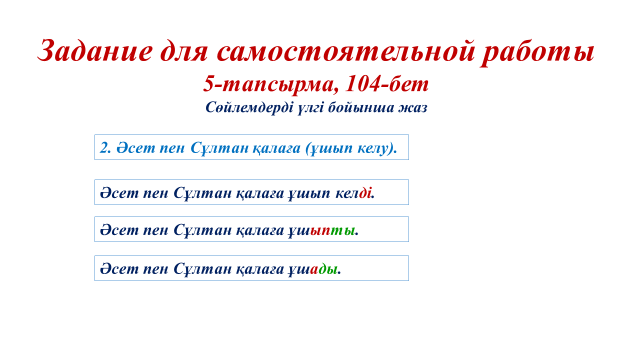 Задание для самостоятельной работы
5-тапсырма, 104-бет
Сөйлемдерді үлгі бойынша жаз
2. Әсет пен Сұлтан қалаға (ұшып келу).
Әсет пен Сұлтан қалаға ұшып келді.
Әсет пен Сұлтан қалаға ұшыпты.
Әсет пен Сұлтан қалаға ұшады.